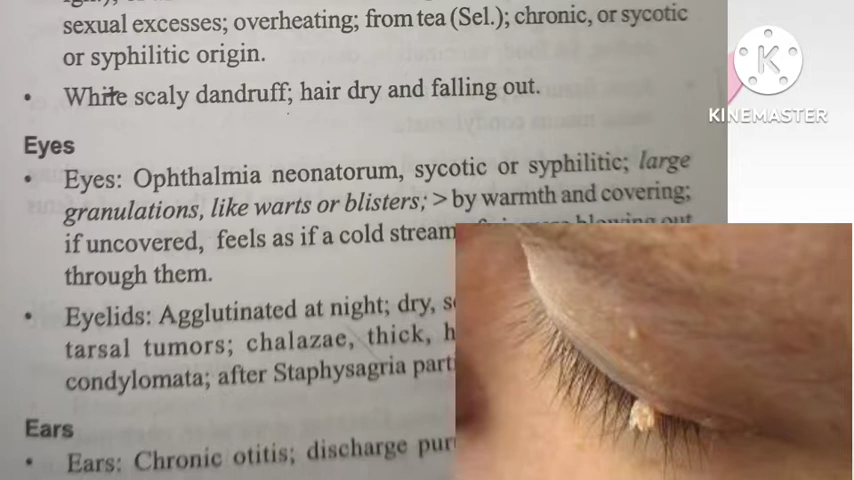 sexual excesses; overheating; from tea (Sel.); chronic, or sycotic
or syphilitic origin.
• White scaly dandruff; hair dry and falling out.
Eyes
• Eyes: Ophthalmia neonatorum, sycotic or syphilitic; large
granulations, like warts or blisters; > by warmth and covering;
if uncovered, feels as if a cold stream blowing out
through them.
• Eyelids: Agglutinated at night; dry,
tarsal tumors; chalazae, thick,
condylomata; after Staphysagria
Ears
• Ears: Chronic otitis; discharge
K
KINEMASTER